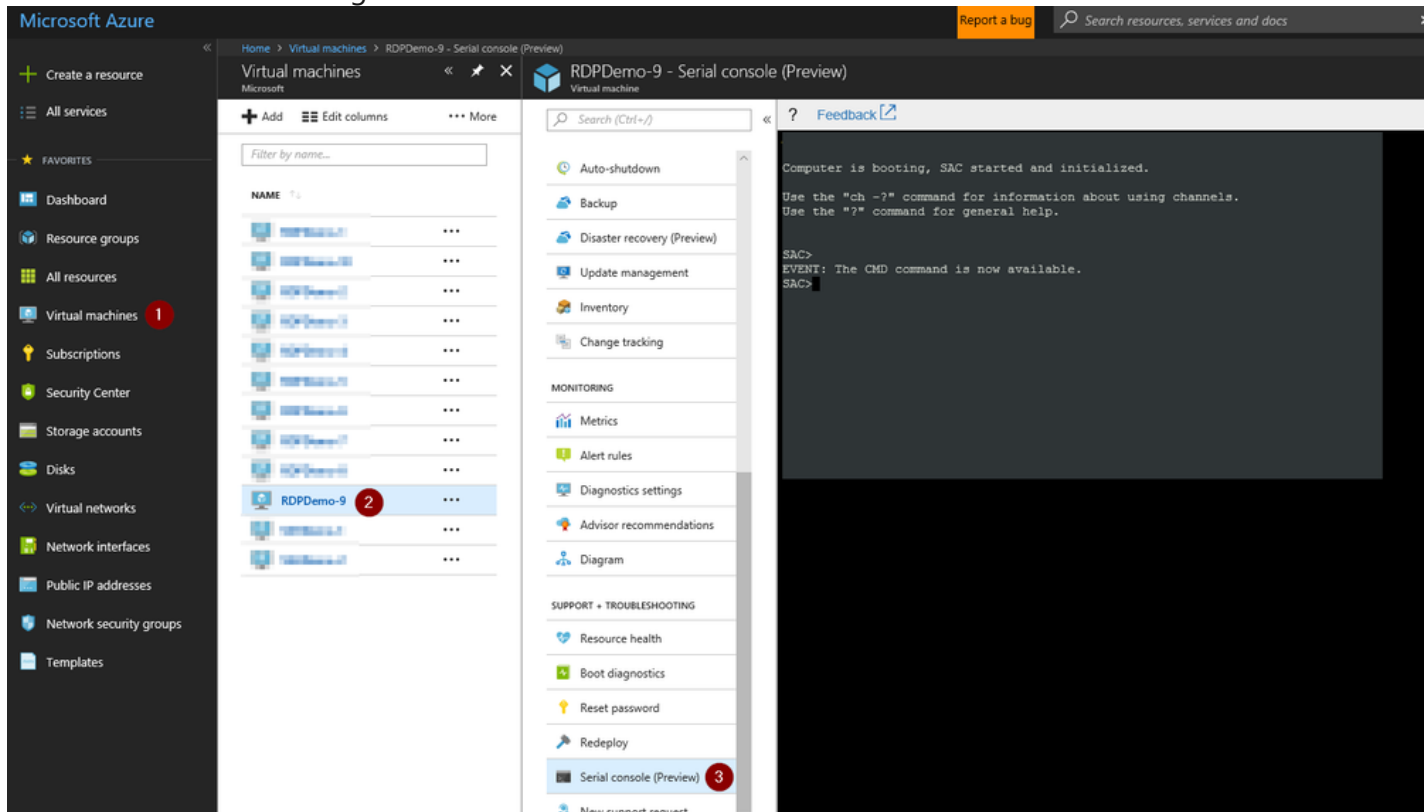 Microsoft Azure
Report a bug
Search resources, services and docs
Home > Virtual machines > RDPDemo-9 - Serial console (Preview)
Create a resource
All services
FAVORITES
Dashboard
Resource groups
All resources
Virtual machines 1
Subscriptions
Security Center
Storage accounts
Disks
Virtual networks
Network interfaces
Public IP addresses
Network security groups
Templates
Virtual machines
Microsoft
Add Edit columns More
Filter by name...
NAME
RDPDemo-9 2
RDPDemo-9 - Serial console (Preview)
Virtual machine
Search (Ctrl+/)
Auto-shutdown
Backup
Disaster recovery (Preview)
Update management
Inventory
Change tracking
MONITORING
Metrics
Alert rules
Diagnostics settings
Advisor recommendations
Diagram
SUPPORT + TROUBLESHOOTING
Resource health
Boot diagnostics
Reset password
Redeploy
Serial console (Preview) 3
New support request
? Feedback
Computer is booting, SAC started and initialized.
Use the "ch -?" command for information about using channels.
Use the "?" command for general help.
SAC>
EVENT: The CMD command is now available.
SAC>